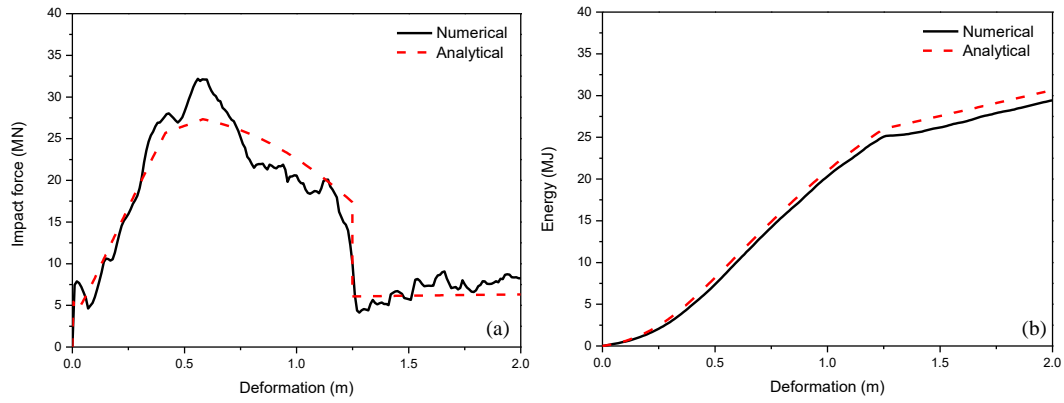 40
35
30
25
20
15
10
5
0
Impact force (MN)
Numerical
Analytical
(a)
0.0 0.5 1.0 1.5 2.0
Deformation (m)
40
35
30
25
20
15
10
5
0
Energy (MJ)
Numerical
Analytical
(b)
0.0 0.5 1.0 1.5 2.0
Deformation (m)